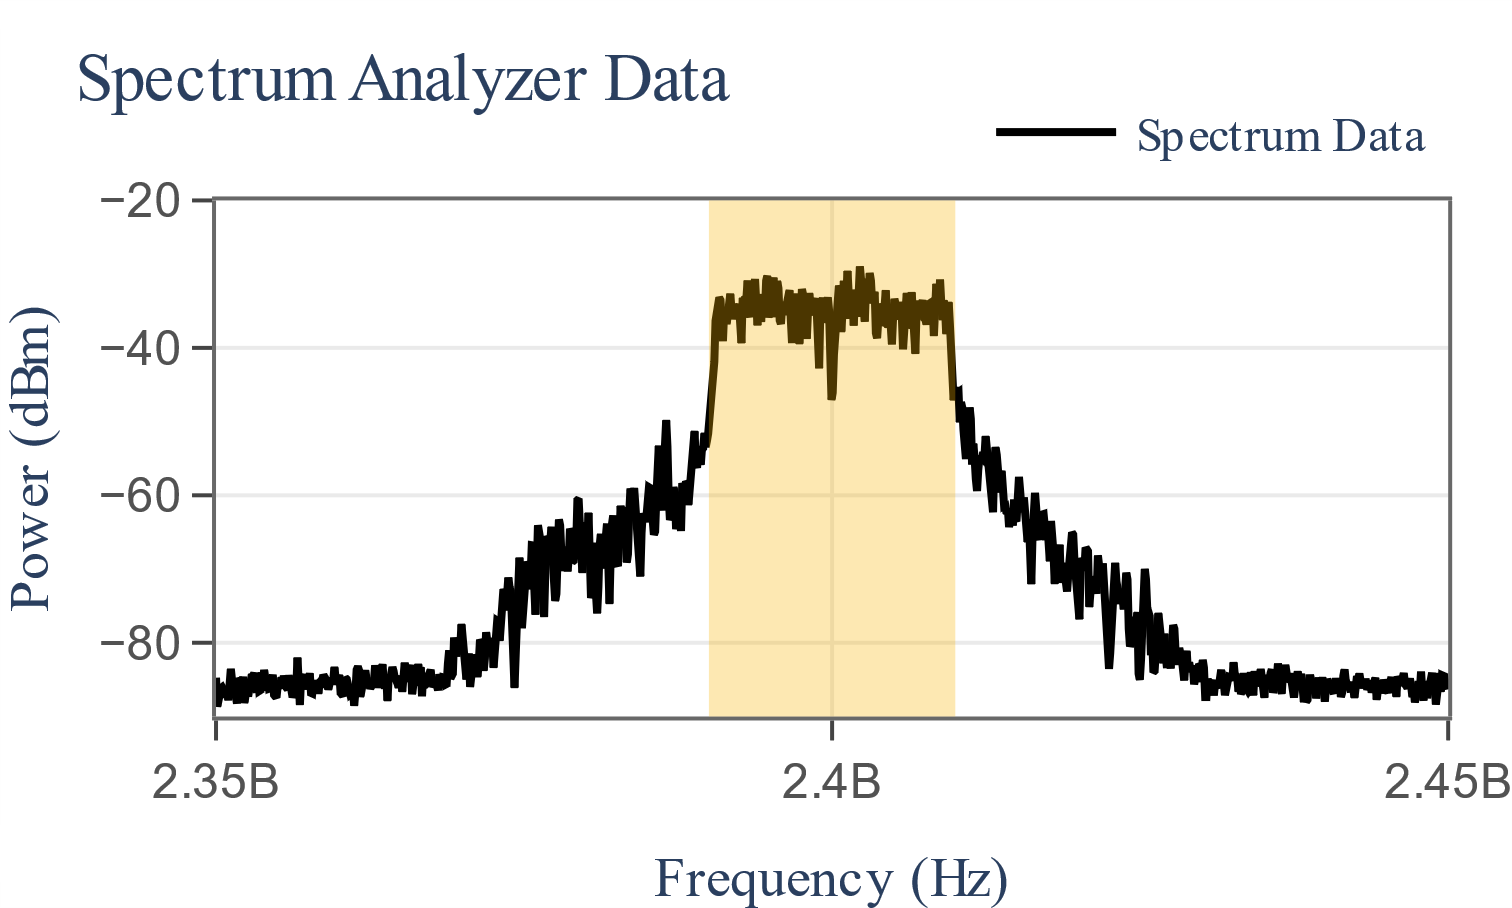 Spectrum Analyzer Data
Spectrum Data
−20
−40
−60
−80
Power (dBm)
2.35B
2.4B
2.45B
Frequency (Hz)